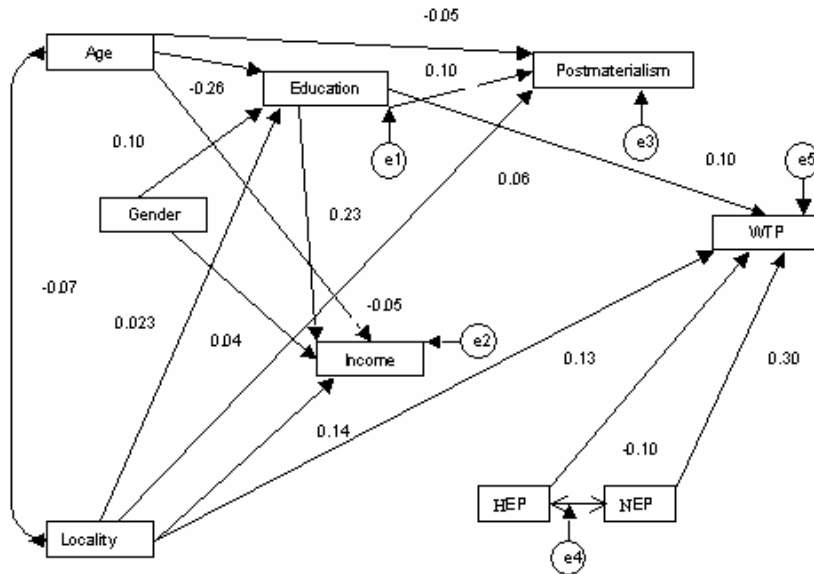 -0.05
Age
Postmaterialism
0.10
-0.26
Education
0.10
e1
e3
0.10
e5
0.06
Gender
0.23
WTP
-0.07
0.023
0.04
-0.05
e2
Income
0.13
0.30
0.14
-0.10
HEP
NEP
Locality
e4